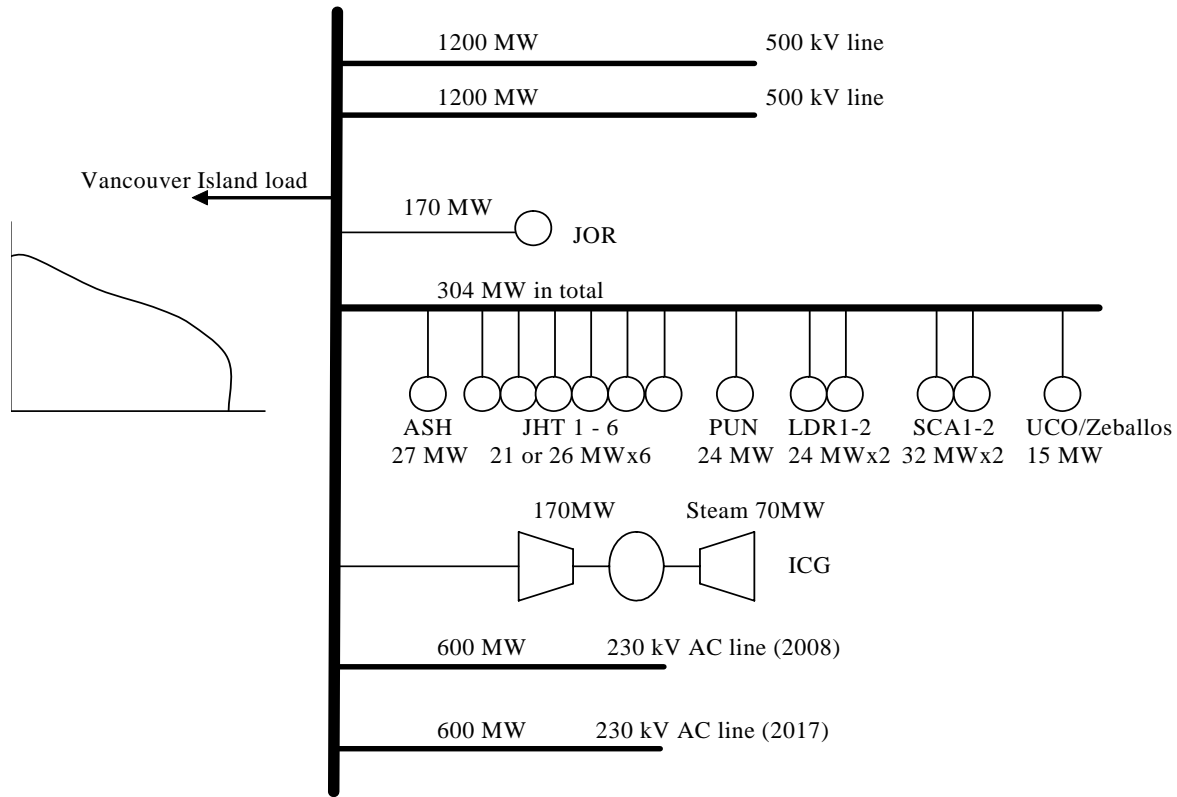 1200 MW 500 kV line
1200 MW 500 kV line
Vancouver Island load
170 MW
JOR
304 MW in total
ASH JHT 1 - 6 PUN LDR1-2 SCA1-2 UCO/Zeballos
27 MW 21 or 26 MWx6 24 MW 24 MWx2 32 MWx2 15 MW
170MW Steam 70MW
ICG
600 MW 230 kV AC line (2008)
600 MW 230 kV AC line (2017)